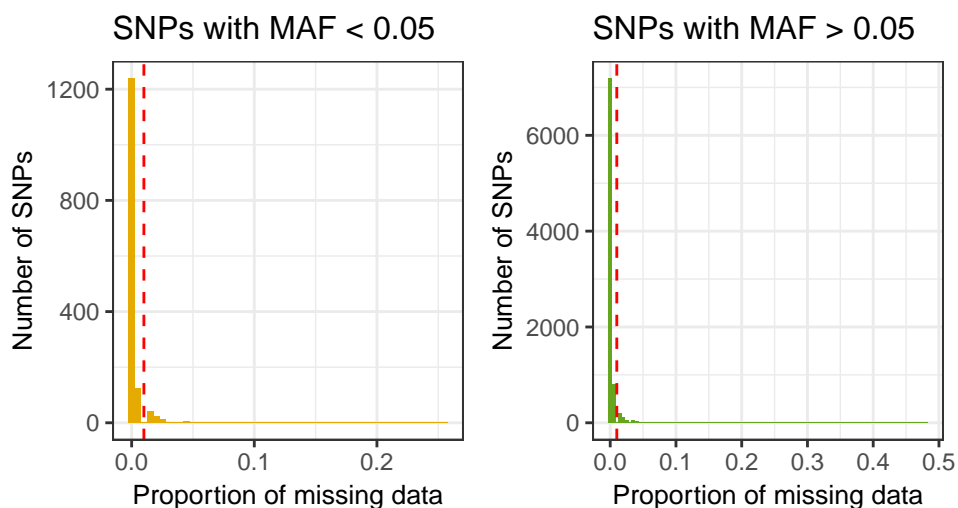 SNPs with MAF < 0.05
Number of SNPs
1200
800
400
0
0.0 0.1 0.2
Proportion of missing data
SNPs with MAF > 0.05
Number of SNPs
6000
4000
2000
0
0.0 0.1 0.2 0.3 0.4 0.5
Proportion of missing data